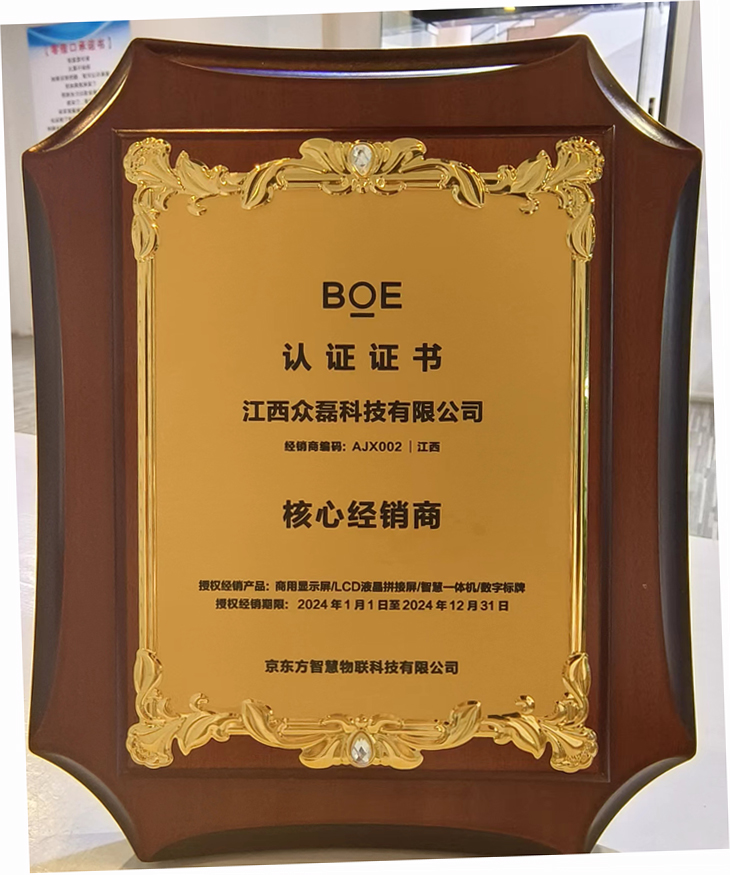 BOE
认证证书
江西众磊科技有限公司
经销商编码：AJX002｜江西
核心经销商
授权经销产品：商用显示屏/LCD液晶拼接屏/智慧一体机/数字标牌
授权经销期限：2024年1月1日至2024年12月31日
京东方智慧物联科技有限公司